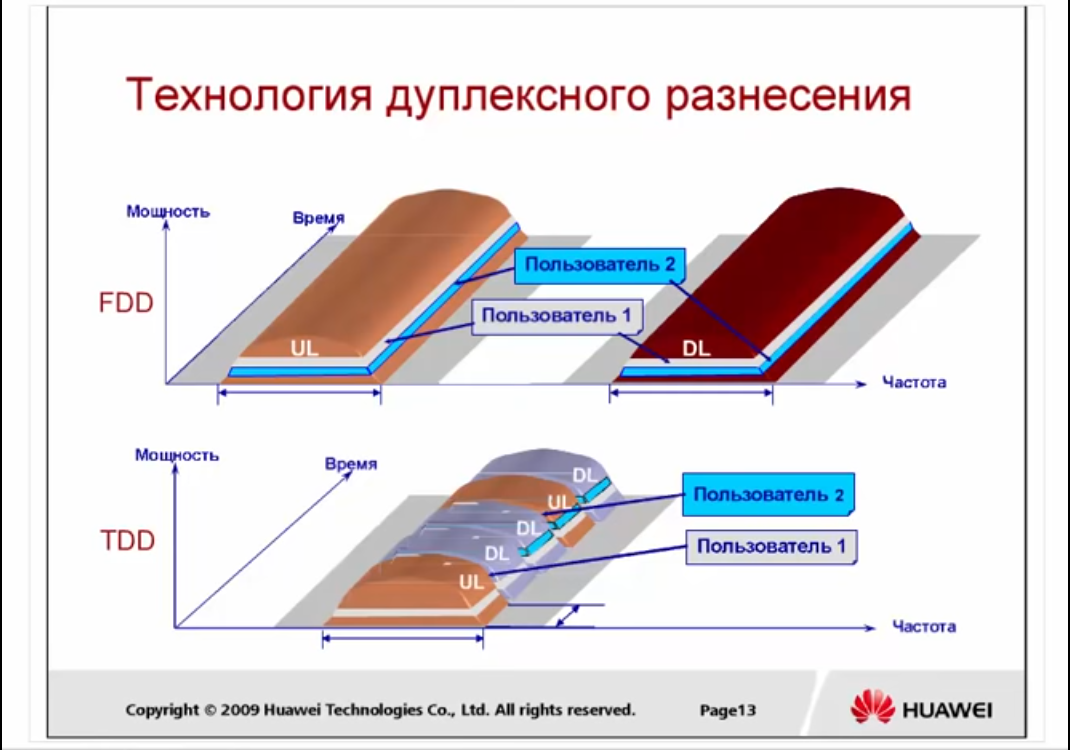 Технология дуплексного разнесения
Мощность
Время
Пользователь 2
FDD
Пользователь 1
UL
DL
Частота
Мощность
Время
DL
Пользователь 2
UL
DL
TDD
Пользователь 1
DL
UL
Частота
Copyright © 2009 Huawei Technologies Co., Ltd. All rights reserved.
Page13
HUAWEI